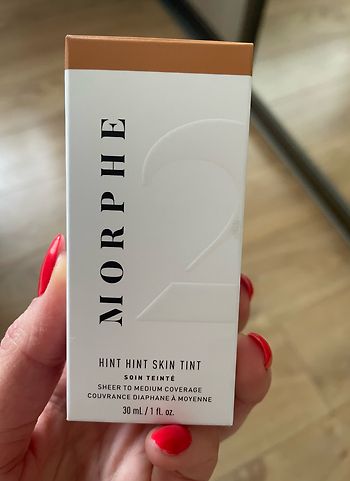 MORPHE
2
HINT HINT SKIN TINT
SOIN TEINTÉ
SHEER TO MEDIUM COVERAGE
COUVRANCE DIAPHANE À MOYENNE
30 mL / 1 fl. oz.